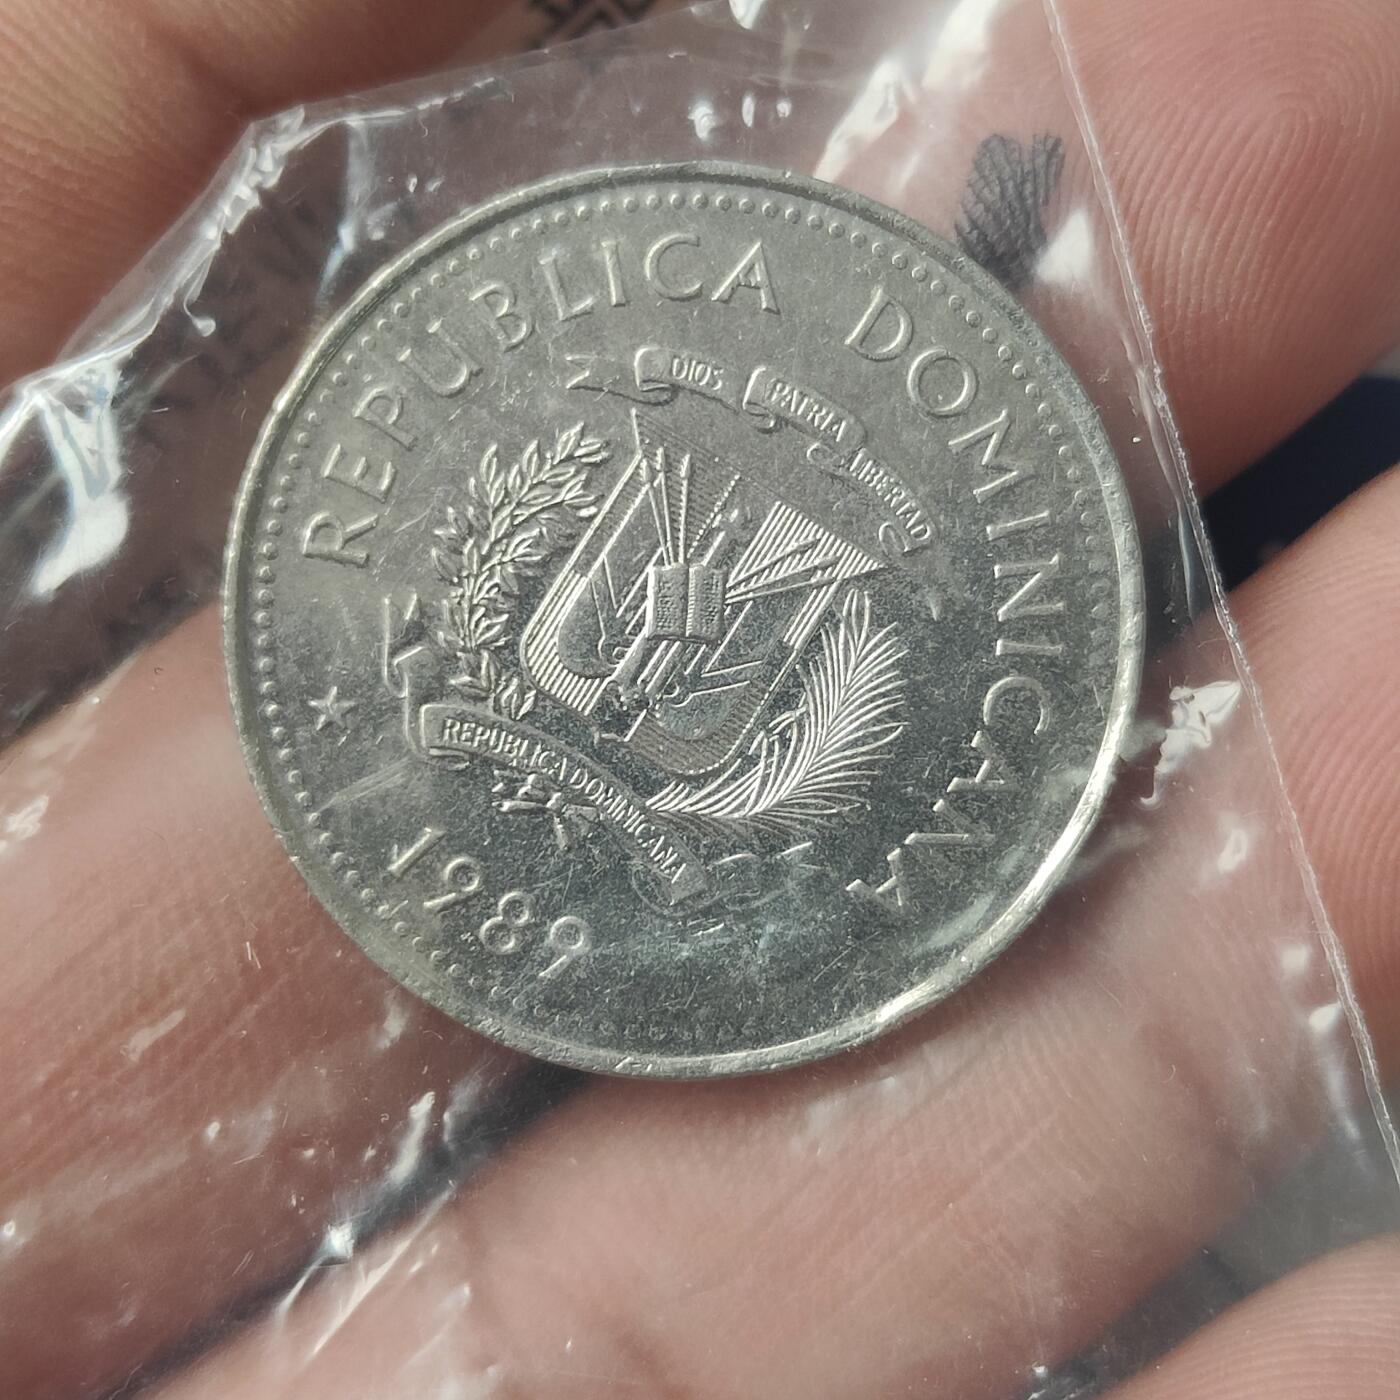 REPUBLICA DOMINICANA
DIOS PATRIA LIBERTAD
REPUBLICA DOMINICANA
1989